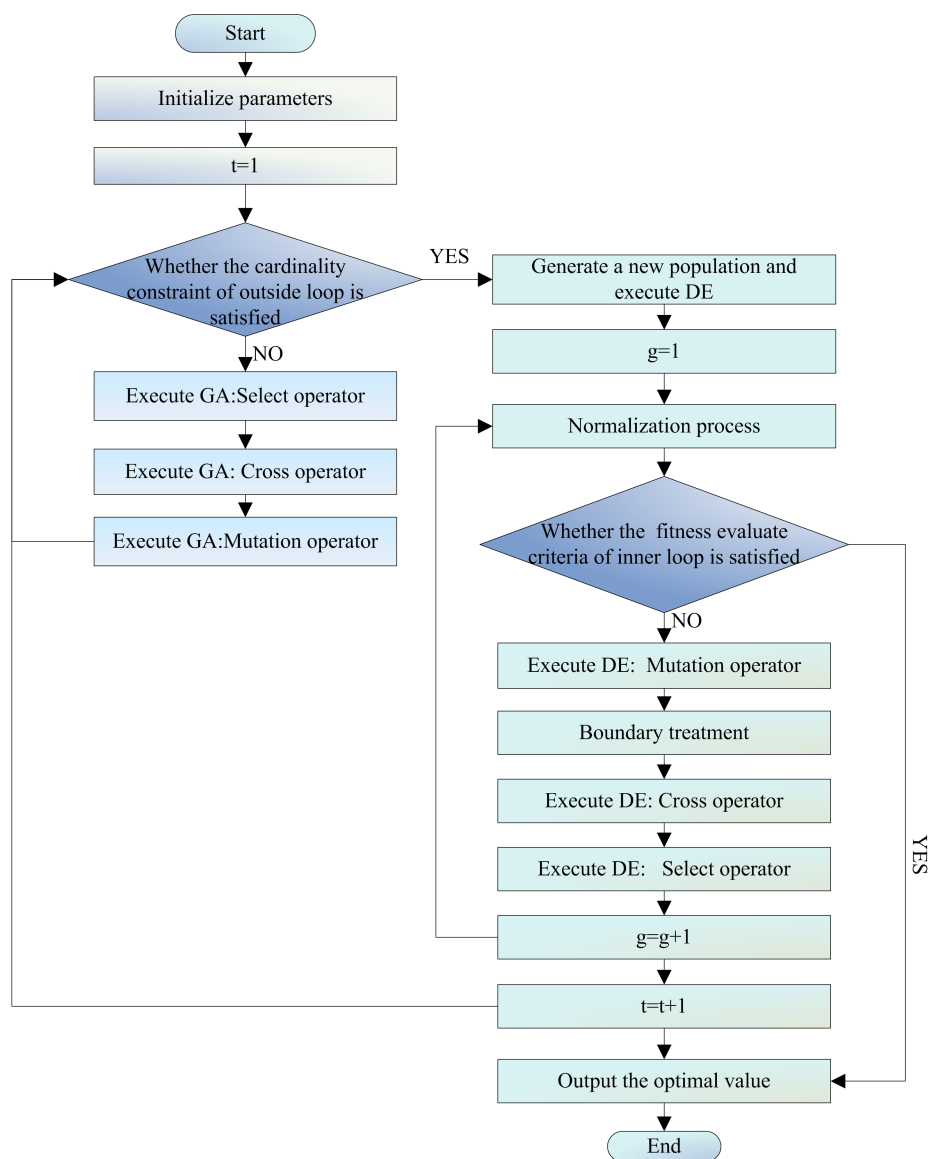 Start
Initialize parameters
t=1
Whether the cardinality
constraint of outside loop is
satisfied
YES
NO
Execute GA:Select operator
Execute GA: Cross operator
Execute GA:Mutation operator
Generate a new population and
execute DE
g=1
Normalization process
Whether the fitness evaluate
criteria of inner loop is satisfied
NO
YES
Execute DE: Mutation operator
Boundary treatment
Execute DE: Cross operator
Execute DE: Select operator
g=g+1
t=t+1
Output the optimal value
End